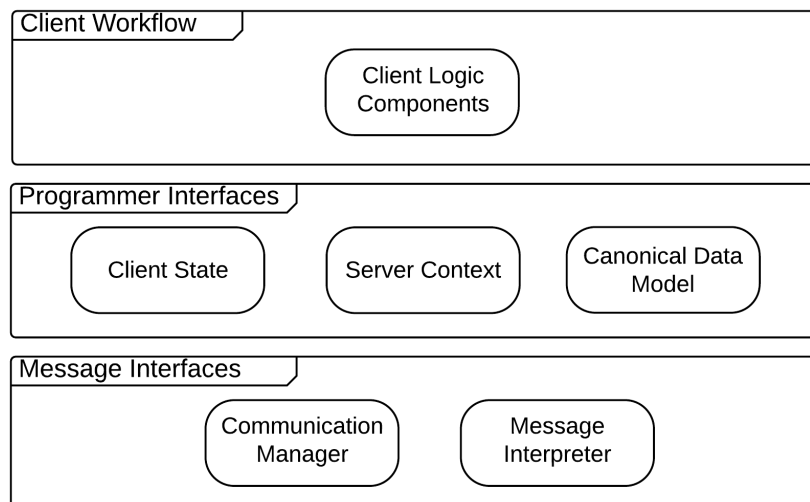 Client Workflow
Client Logic
Components
Programmer Interfaces
Client State
Server Context
Canonical Data
Model
Message Interfaces
Communication
Manager
Message
Interpreter